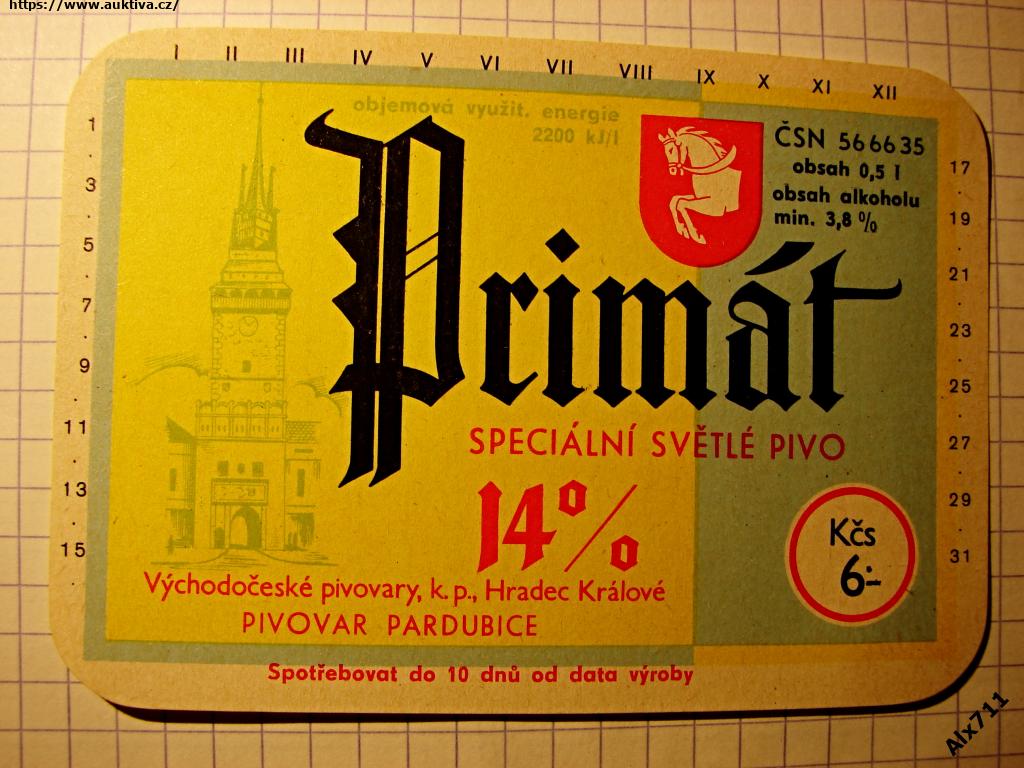 https://www.auktiva.cz/
I II III IV V VI VII VIII IX X XI XII
1
3
5
7
9
11
13
15
objemová využit. energie
2200 kJ/l
ČSN 56 66 35
obsah 0,5 l
obsah alkoholu
min. 3,8 %
17
19
21
23
25
27
29
31
Primát
SPECIÁLNÍ SVĚTLÉ PIVO
14%
Kčs
6:-
Východočeské pivovary, k. p., Hradec Králové
PIVOVAR PARDUBICE
Spotřebovat do 10 dnů od data výroby
Alx711